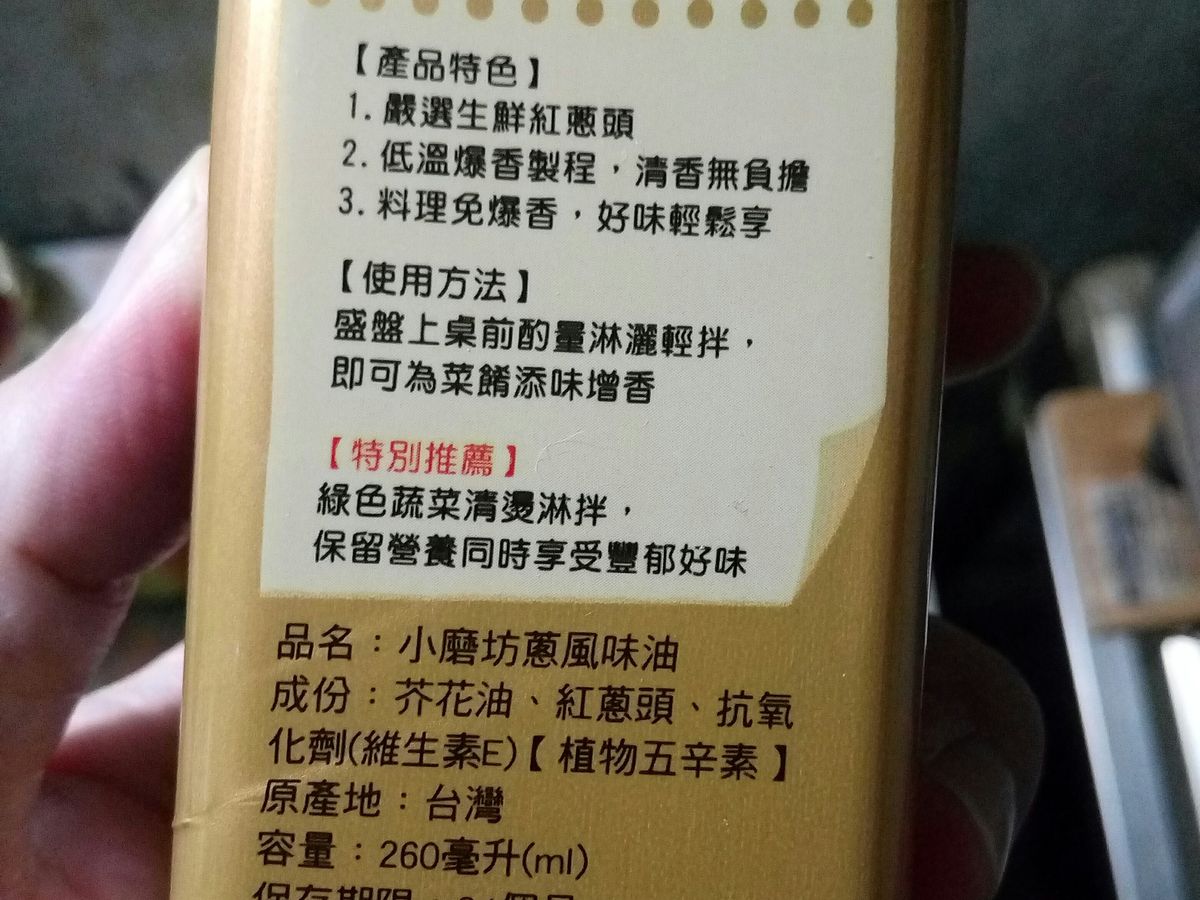 【產品特色】
1. 嚴選生鮮紅蔥頭
2. 低溫爆香製程，清香無負擔
3. 料理免爆香，好味輕鬆享
【使用方法】
盛盤上桌前酌量淋灑輕拌，
即可為菜餚添味增香
【特別推薦】
綠色蔬菜清燙淋拌，
保留營養同時享受豐郁好味
品名：小磨坊蔥風味油
成份：芥花油、紅蔥頭、抗氧
化劑(維生素E)【植物五辛素】
原產地：台灣
容量：260毫升(ml)
保存期限：